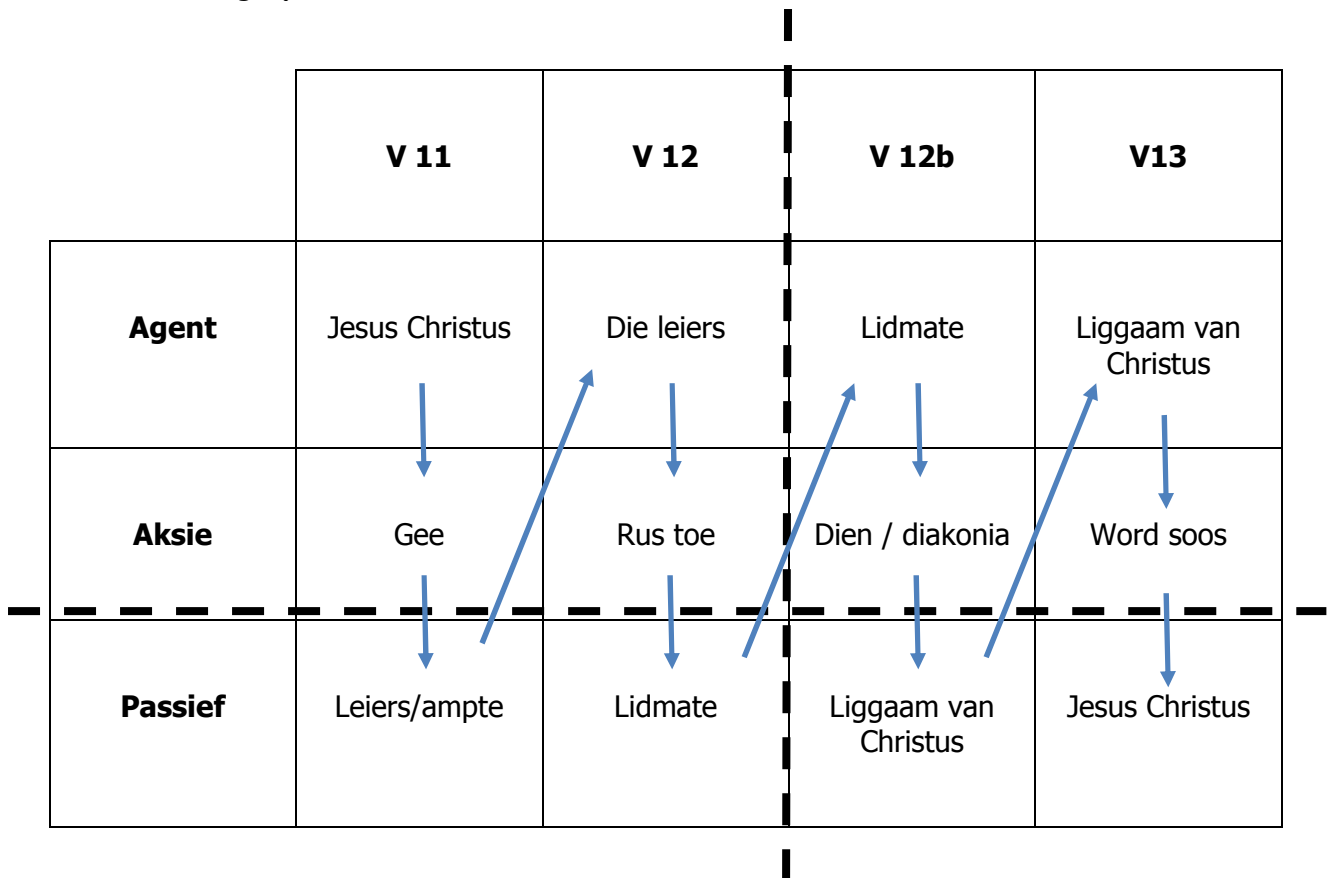 V 11 V 12 V 12b V13
Agent Jesus Christus Die leiers Lidmate Liggaam van
Christus
Aksie Gee Rus toe Dien / diakonia Word soos
Passief Leiers/ampte Lidmate Liggaam van Jesus Christus
Christus